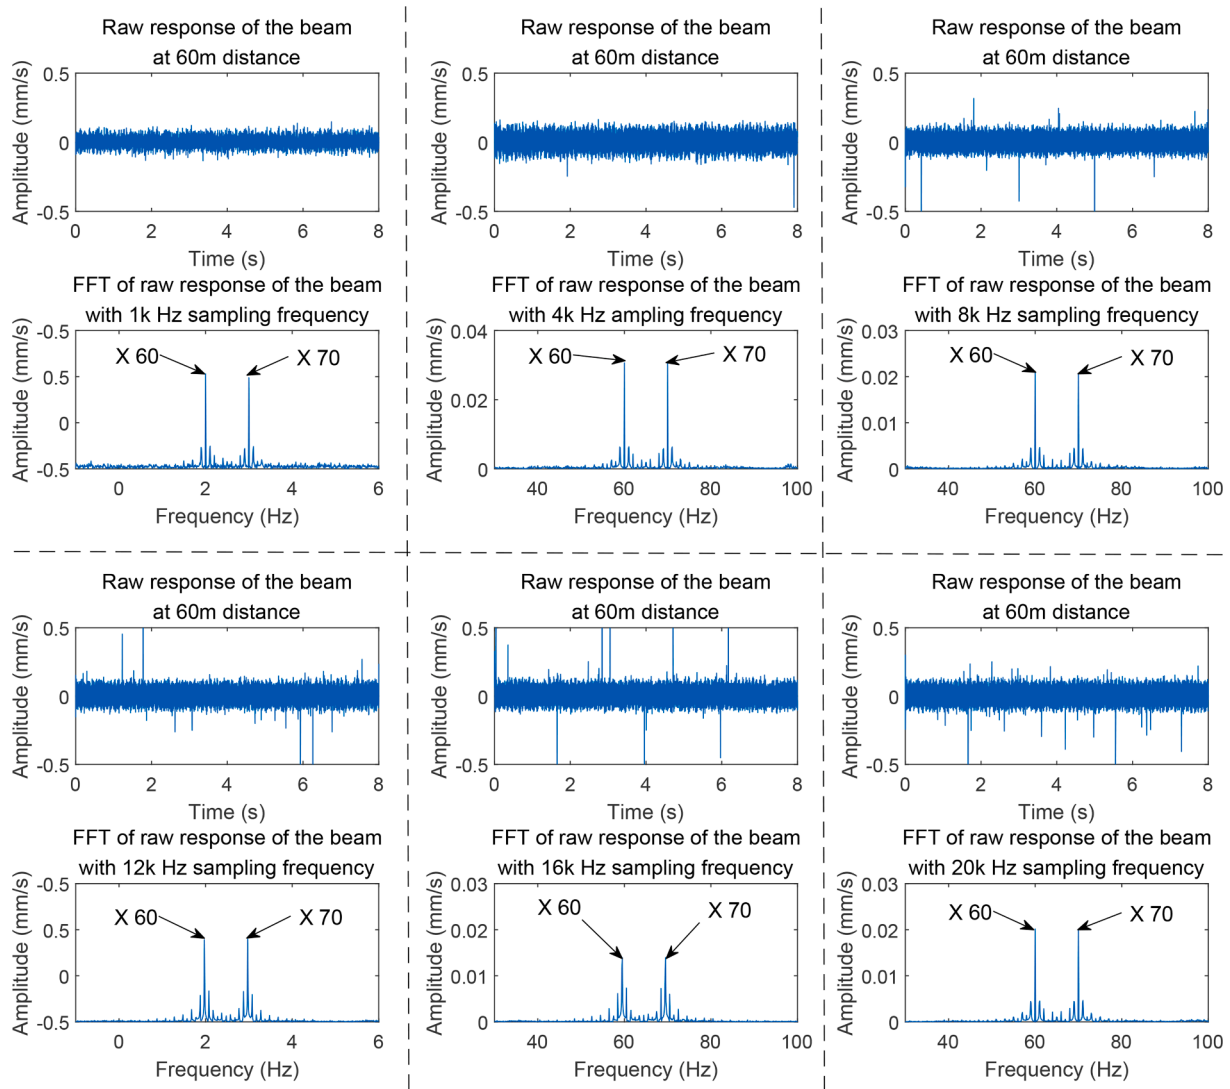 Raw response of the beam
at 60m distance
Amplitude (mm/s)
0.5
0
-0.5
0 2 4 6 8
Time (s)
Raw response of the beam
at 60m distance
Amplitude (mm/s)
0.5
0
-0.5
0 2 4 6 8
Time (s)
Raw response of the beam
at 60m distance
Amplitude (mm/s)
0.5
0
-0.5
0 2 4 6 8
Time (s)
FFT of raw response of the beam
with 1k Hz sampling frequency
Amplitude (mm/s)
-0.5
0.5
0
-0.5
X 60
X 70
0 2 4 6
Frequency (Hz)
FFT of raw response of the beam
with 4k Hz ampling frequency
Amplitude (mm/s)
0.04
0.02
0
X 60
X 70
40 60 80 100
Frequency (Hz)
FFT of raw response of the beam
with 8k Hz sampling frequency
Amplitude (mm/s)
0.03
0.02
0.01
0
X 60
X 70
40 60 80 100
Frequency (Hz)
Raw response of the beam
at 60m distance
Amplitude (mm/s)
0.5
0
-0.5
0 2 4 6 8
Time (s)
Raw response of the beam
at 60m distance
Amplitude (mm/s)
0.5
0
-0.5
0 2 4 6 8
Time (s)
Raw response of the beam
at 60m distance
Amplitude (mm/s)
0.5
0
-0.5
0 2 4 6 8
Time (s)
FFT of raw response of the beam
with 12k Hz sampling frequency
Amplitude (mm/s)
-0.5
0.5
0
-0.5
X 60
X 70
0 2 4 6
Frequency (Hz)
FFT of raw response of the beam
with 16k Hz sampling frequency
Amplitude (mm/s)
0.03
0.02
0.01
0
X 60
X 70
40 60 80 100
Frequency (Hz)
FFT of raw response of the beam
with 20k Hz sampling frequency
Amplitude (mm/s)
0.03
0.02
0.01
0
X 60
X 70
40 60 80 100
Frequency (Hz)